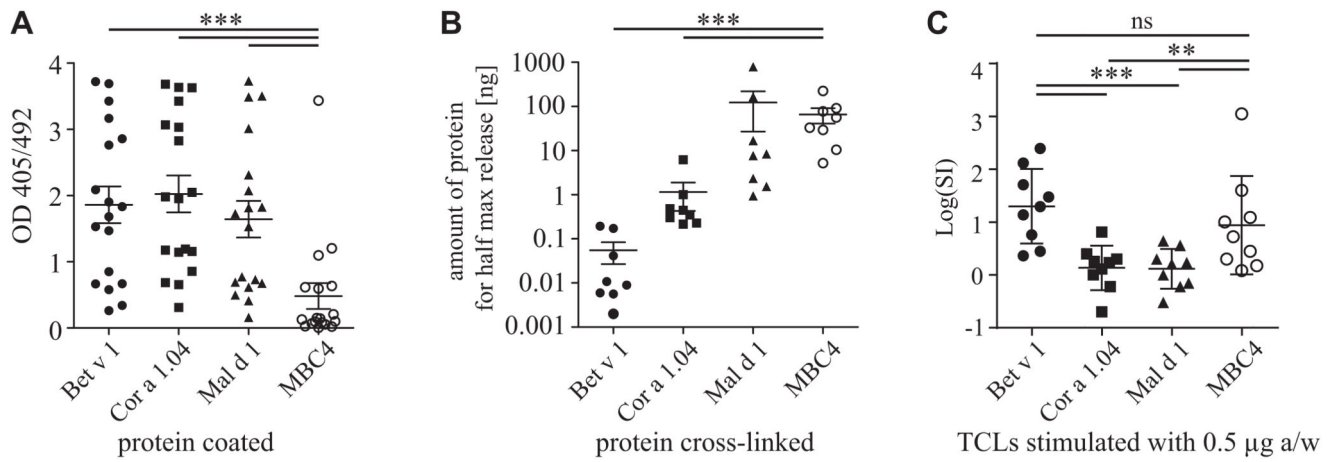 A
***
OD 405/492
4
3
2
1
0
Bet v 1
Cor a 1.04
Mal d 1
MBC4
protein coated
B
***
amount of protein
for half max release [ng]
1000
100
10
1
0.1
0.01
0.001
Bet v 1
Cor a 1.04
Mal d 1
MBC4
protein cross-linked
C
ns
**
***
Log(SI)
4
3
2
1
0
-1
Bet v 1
Cor a 1.04
Mal d 1
MBC4
TCLs stimulated with 0.5 µg a/w